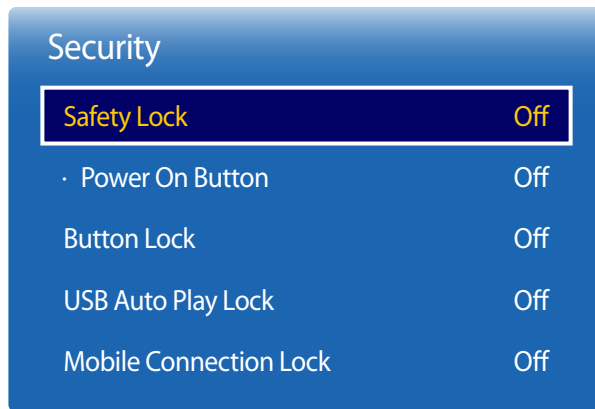 Security
Safety Lock Off
· Power On Button Off
Button Lock Off
USB Auto Play Lock Off
Mobile Connection Lock Off